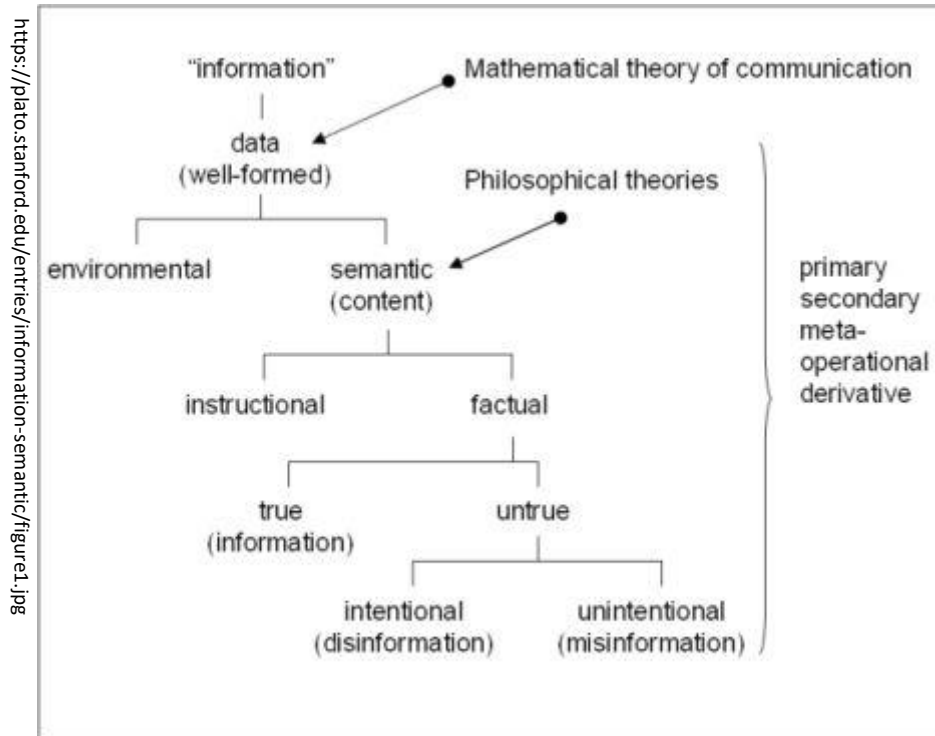 https://plato.stanford.edu/entries/information-semantic/figure1.jpg
“information”
Mathematical theory of communication
data
(well-formed)
Philosophical theories
environmental
semantic
(content)
primary
secondary
meta-
operational
derivative
instructional
factual
true
(information)
untrue
intentional
(disinformation)
unintentional
(misinformation)